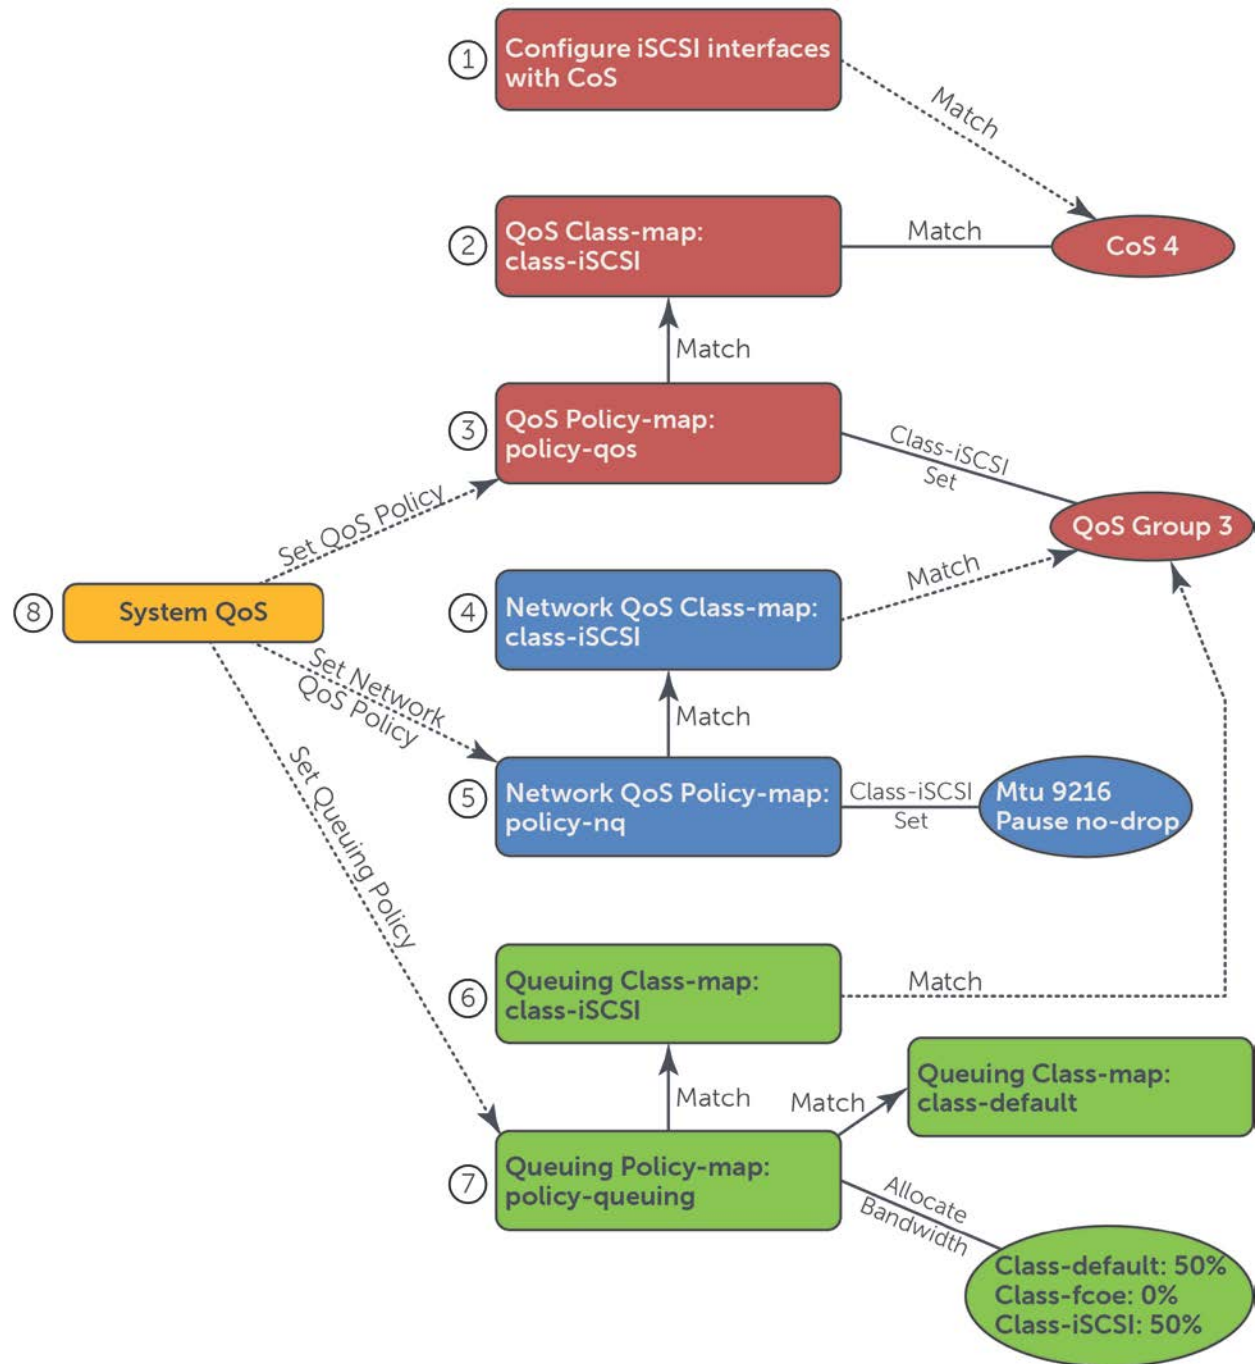 1
Configure iSCSI interfaces
with CoS
Match
2
QoS Class-map:
class-iSCSI
Match
CoS 4
Match
3
QoS Policy-map:
policy-qos
Class-iSCSI
Set
QoS Group 3
Set QoS Policy
Match
8
System QoS
4
Network QoS Class-map:
class-iSCSI
Set Network
QoS Policy
Match
5
Network QoS Policy-map:
policy-nq
Class-iSCSI
Set
Mtu 9216
Pause no-drop
Set Queuing Policy
6
Queuing Class-map:
class-iSCSI
Match
Match
Match
Queuing Class-map:
class-default
7
Queuing Policy-map:
policy-queuing
Allocate
Bandwidth
Class-default: 50%
Class-fcoe: 0%
Class-iSCSI: 50%